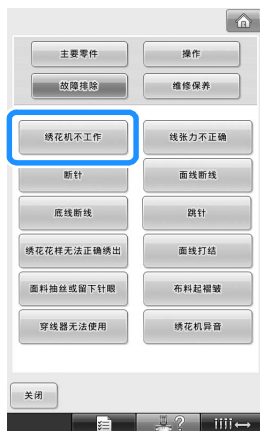 主要零件 操作
故障排除 维修保养
绣花机不工作 线张力不正确
断针 面线断线
底线断线 跳针
绣花花样无法正确绣出 面线打结
面料抽丝或留下针眼 布料起褶皱
穿线器无法使用 绣花机异音
关闭
?